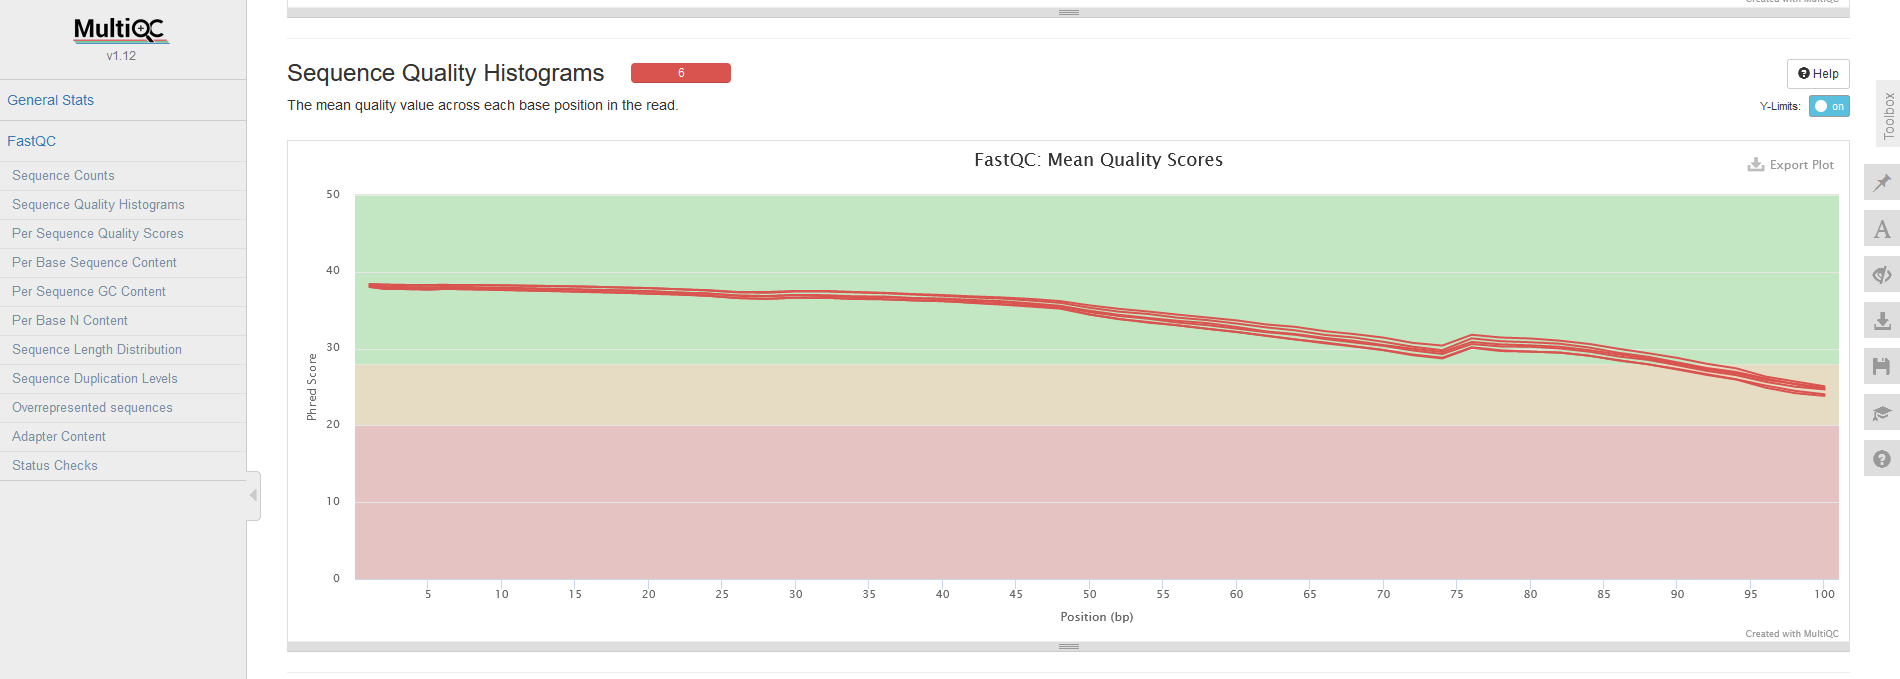 Created with MultiQC
MultiQC
v1.12
General Stats
FastQC
Sequence Counts
Sequence Quality Histograms
Per Sequence Quality Scores
Per Base Sequence Content
Per Sequence GC Content
Per Base N Content
Sequence Length Distribution
Sequence Duplication Levels
Overrepresented sequences
Adapter Content
Status Checks
Sequence Quality Histograms 6
Help
The mean quality value across each base position in the read.
Y-Limits: on
Toolbox
FastQC: Mean Quality Scores
Export Plot
Phred Score
50
40
30
20
10
0
5 10 15 20 25 30 35 40 45 50 55 60 65 70 75 80 85 90 95 100
Position (bp)
Created with MultiQC
A